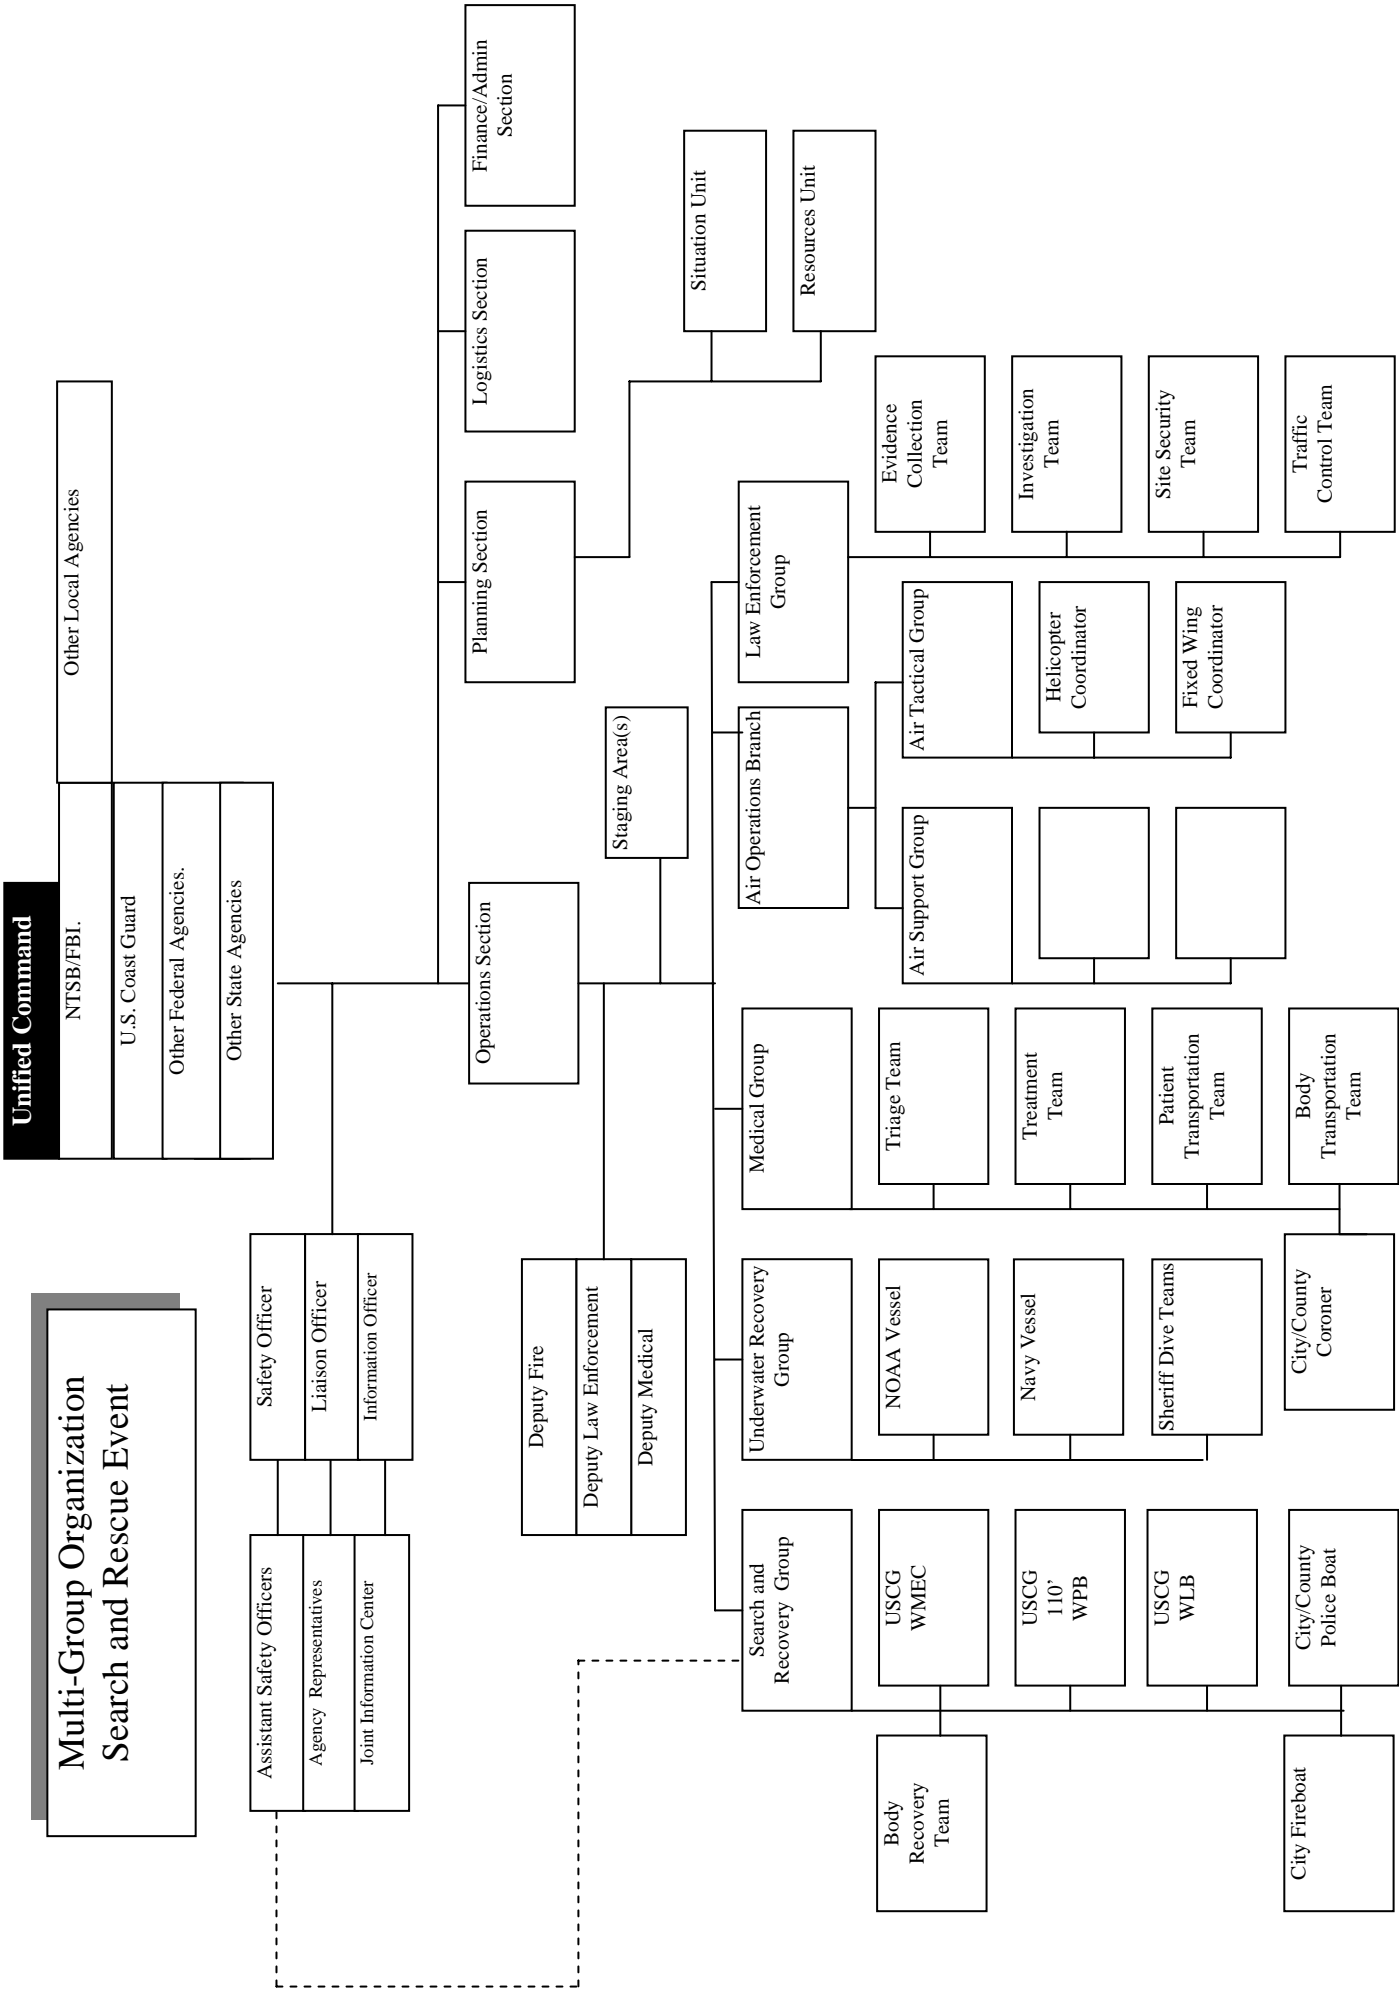 Multi-Group Organization
Search and Rescue Event
Unified Command
NTSB/FBI.
Other Local Agencies
U.S. Coast Guard
Other Federal Agencies.
Other State Agencies
Assistant Safety Officers
Safety Officer
Agency Representatives
Liaison Officer
Joint Information Center
Information Officer
Operations Section
Planning Section
Logistics Section
Finance/Admin
Section
Deputy Fire
Deputy Law Enforcement
Deputy Medical
Staging Area(s)
Situation Unit
Resources Unit
Search and
Recovery Group
Underwater Recovery
Group
Medical Group
Air Operations Branch
Law Enforcement
Group
Body
Recovery
Team
USCG
WMEC
USCG
110’
WPB
USCG
WLB
City Fireboat
City/County
Police Boat
NOAA Vessel
Navy Vessel
Sheriff Dive Teams
Triage Team
Treatment
Team
Patient
Transportation
Team
City/County
Coroner
Body
Transportation
Team
Air Support Group
Air Tactical Group
Helicopter
Coordinator
Fixed Wing
Coordinator
Evidence
Collection
Team
Investigation
Team
Site Security
Team
Traffic
Control Team